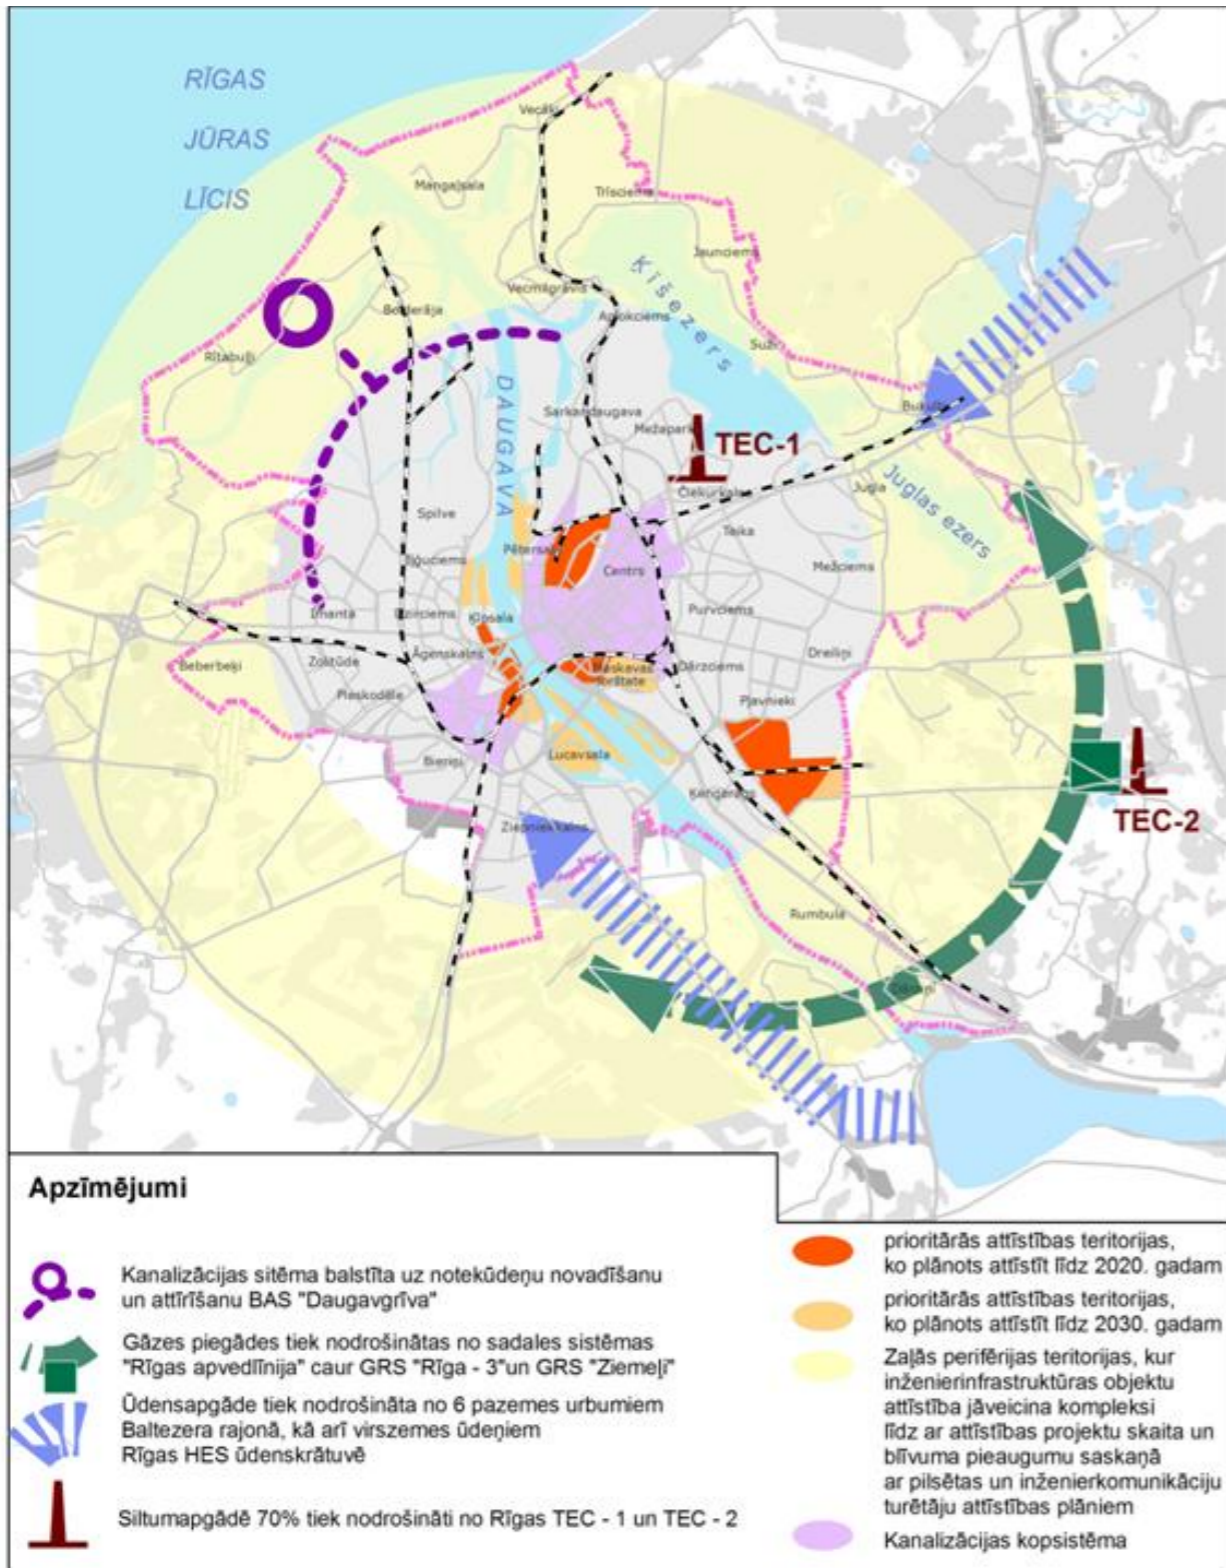 RĪGAS
JŪRAS
LĪCIS
Vecāķi
Mangaļsala
Trīsciems
Jaunciems
Ķīšezers
Vecmīlgrāvis
Bolderāja
Aplokciems
Rītabuļļi
Suži
Bukulti
DAUGAVA
Sarkandaugava
Mežaparks
TEC-1
Čiekurkalns
Jugla
Juglas ezers
Spilve
Teika
Pētersala
Iļģuciems
Centrs
Mežciems
Imanta
Dzirciems
Ķīpsala
Purvciems
Beberbeķi
Zolitūde
Āgenskalns
Maskavas
forštate
Dārzciems
Dreiliņi
Pleskodāle
Pļavnieki
Bieriņi
Lucavsala
Ķengarags
TEC-2
Ziepniekkalns
Rumbula
Apzīmējumi
Kanalizācijas sitēma balstīta uz notekūdeņu novadīšanu
un attīrīšanu BAS "Daugavgrīva"
Gāzes piegādes tiek nodrošinātas no sadales sistēmas
"Rīgas apvedlīnija" caur GRS "Rīga - 3"un GRS "Ziemeļi"
Ūdensapgāde tiek nodrošināta no 6 pazemes urbumiem
Baltezera rajonā, kā arī virszemes ūdeņiem
Rīgas HES ūdenskrātuvē
Siltumapgādē 70% tiek nodrošināti no Rīgas TEC - 1 un TEC - 2
prioritārās attīstības teritorijas,
ko plānots attīstīt līdz 2020. gadam
prioritārās attīstības teritorijas,
ko plānots attīstīt līdz 2030. gadam
Zaļās perifērijas teritorijas, kur
inženierinfrastruktūras objektu
attīstība jāveicina kompleksi
līdz ar attīstības projektu skaita un
blīvuma pieaugumu saskaņā
ar pilsētas un inženierkomunikāciju
turētāju attīstības plāniem
Kanalizācijas kopsistēma